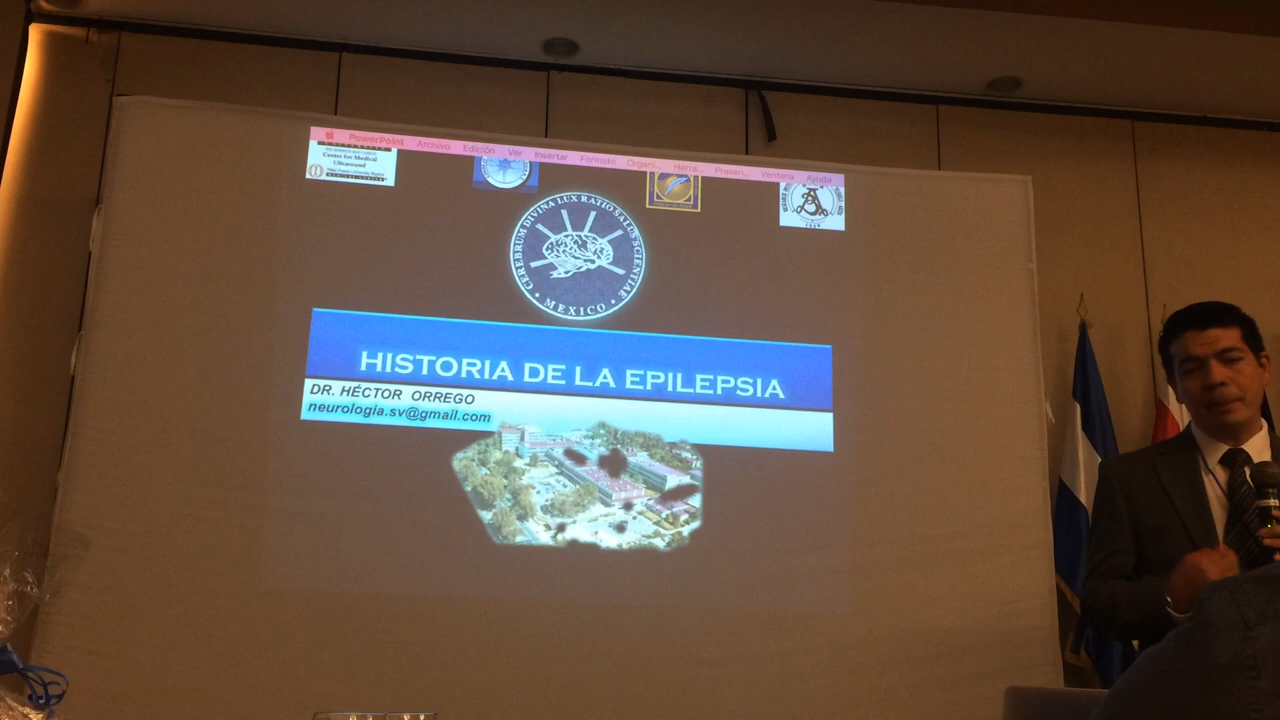 PowerPoint Archivo Edición Ver Insertar Formato Organi... Herra... Presen... Ventana Ayuda
Center for Medical
Ultrasound
CEREBRUM DIVINA LUX RATIO SALUS SCIENTIAE
MEXICO
HISTORIA DE LA EPILEPSIA
DR. HÉCTOR ORREGO
neurologia.sv@gmail.com